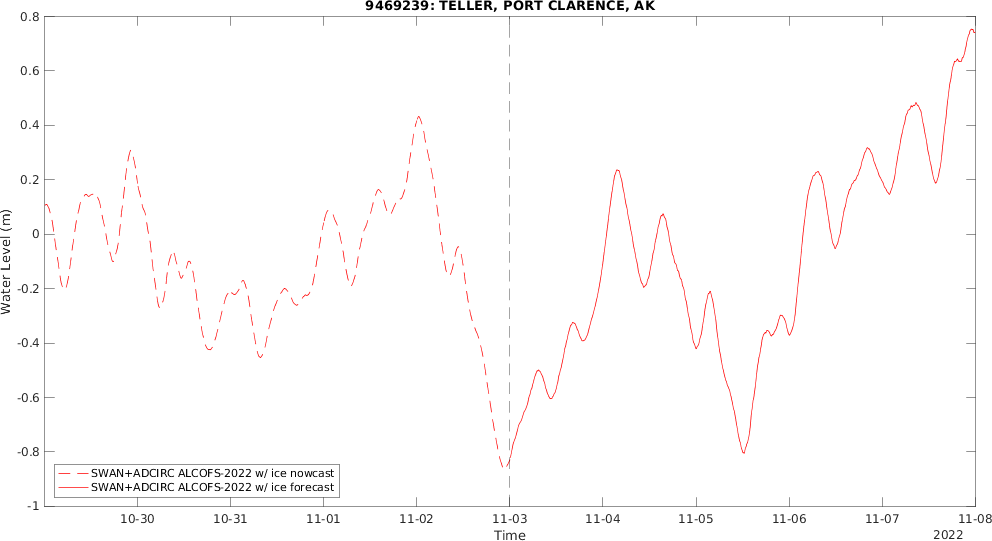 9469239: TELLER, PORT CLARENCE, AK
0.8
0.6
0.4
0.2
0
-0.2
-0.4
-0.6
-0.8
-1
Water Level (m)
SWAN+ADCIRC ALCOFS-2022 w/ ice nowcast
SWAN+ADCIRC ALCOFS-2022 w/ ice forecast
10-30 10-31 11-01 11-02 11-03 11-04 11-05 11-06 11-07 11-08
Time
2022